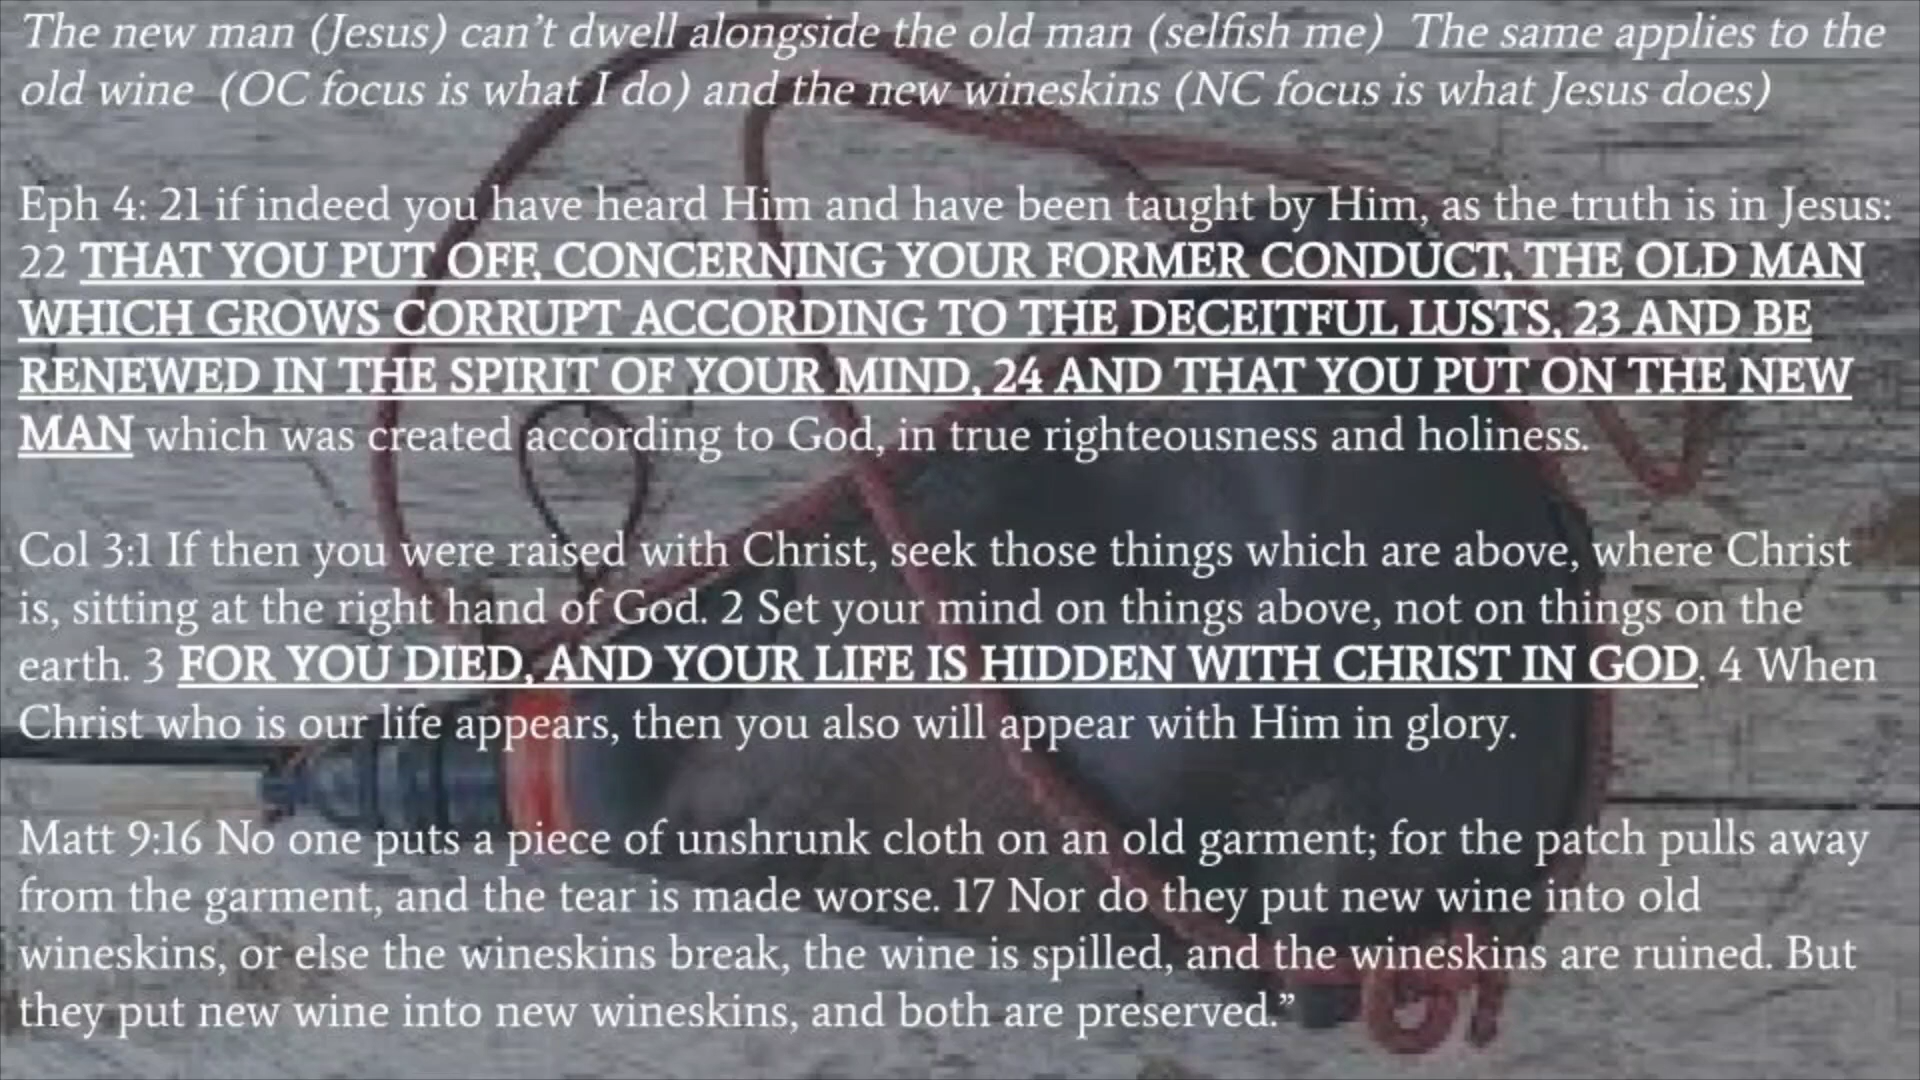 The new man (Jesus) can’t dwell alongside the old man (selfish me)  The same applies to the
old wine  (OC focus is what I do) and the new wineskins (NC focus is what Jesus does)
Eph 4: 21 if indeed you have heard Him and have been taught by Him, as the truth is in Jesus:
22 THAT YOU PUT OFF, CONCERNING YOUR FORMER CONDUCT, THE OLD MAN
WHICH GROWS CORRUPT ACCORDING TO THE DECEITFUL LUSTS, 23 AND BE
RENEWED IN THE SPIRIT OF YOUR MIND, 24 AND THAT YOU PUT ON THE NEW
MAN which was created according to God, in true righteousness and holiness.
Col 3:1 If then you were raised with Christ, seek those things which are above, where Christ
is, sitting at the right hand of God. 2 Set your mind on things above, not on things on the
earth. 3 FOR YOU DIED, AND YOUR LIFE IS HIDDEN WITH CHRIST IN GOD. 4 When
Christ who is our life appears, then you also will appear with Him in glory.
Matt 9:16 No one puts a piece of unshrunk cloth on an old garment; for the patch pulls away
from the garment, and the tear is made worse. 17 Nor do they put new wine into old
wineskins, or else the wineskins break, the wine is spilled, and the wineskins are ruined. But
they put new wine into new wineskins, and both are preserved.”